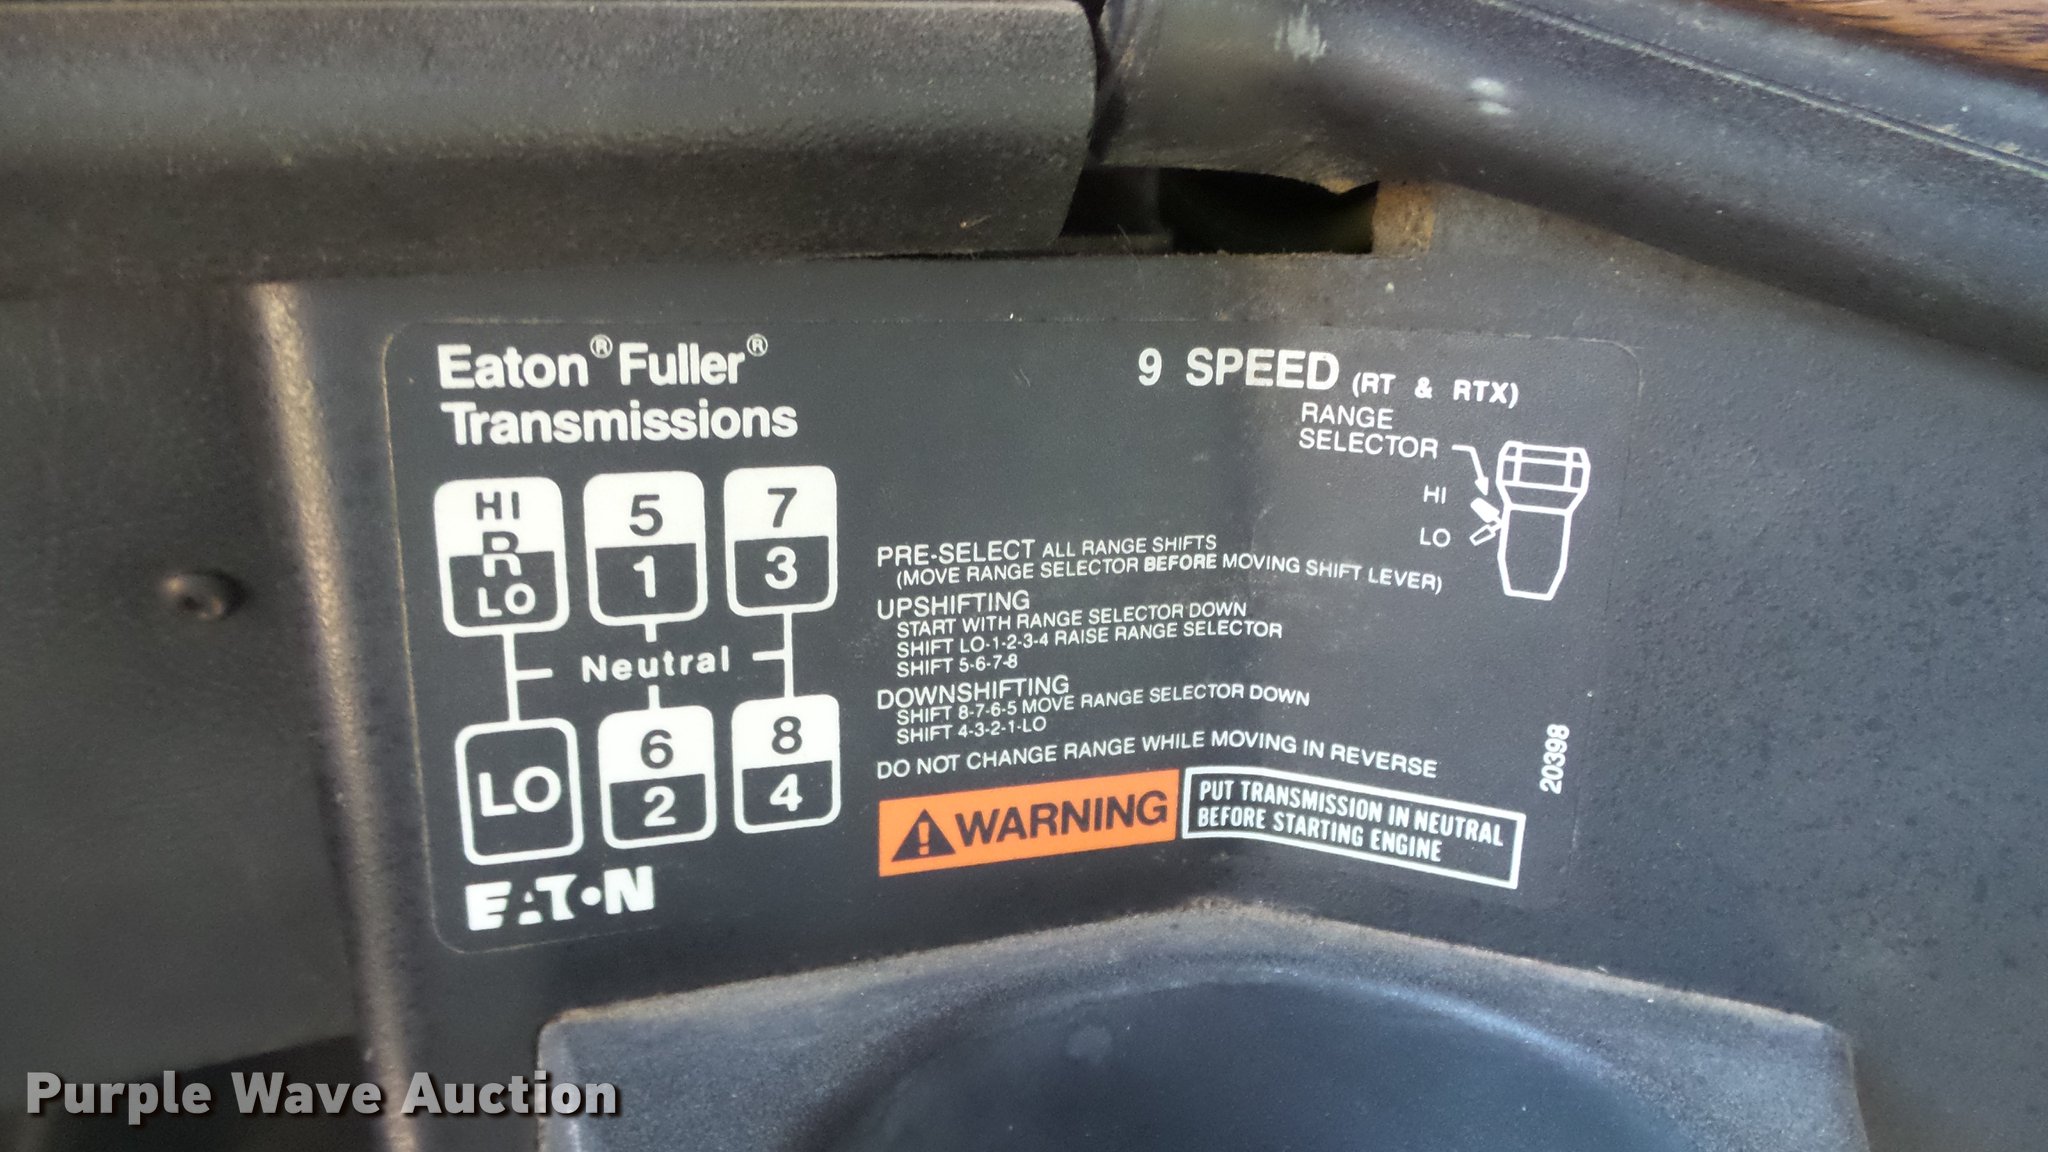 Eaton® Fuller®
Transmissions
9 SPEED (RT & RTX)
RANGE
SELECTOR
HI
LO
HI
R
LO
5
1
7
3
Neutral
LO
6
2
8
4
EATON
PRE-SELECT ALL RANGE SHIFTS
(MOVE RANGE SELECTOR BEFORE MOVING SHIFT LEVER)
UPSHIFTING
START WITH RANGE SELECTOR DOWN
SHIFT LO-1-2-3-4 RAISE RANGE SELECTOR
SHIFT 5-6-7-8
DOWNSHIFTING
SHIFT 8-7-6-5 MOVE RANGE SELECTOR DOWN
SHIFT 4-3-2-1-LO
DO NOT CHANGE RANGE WHILE MOVING IN REVERSE
WARNING
PUT TRANSMISSION IN NEUTRAL
BEFORE STARTING ENGINE
20398
Purple Wave Auction